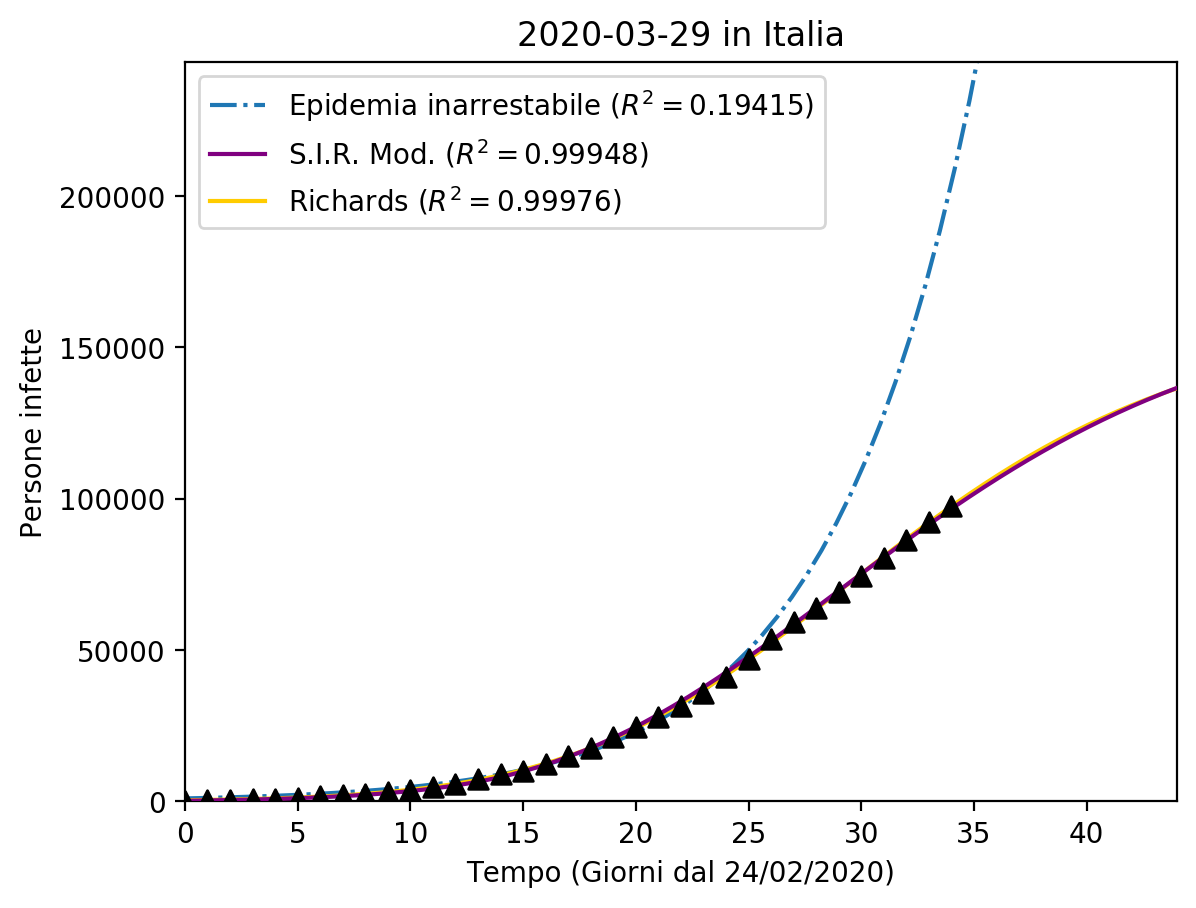 2020-03-29 in Italia
Epidemia inarrestabile (R² = 0.19415)
S.I.R. Mod. (R² = 0.99948)
Richards (R² = 0.99976)
Persone infette
200000
150000
100000
50000
0
0 5 10 15 20 25 30 35 40
Tempo (Giorni dal 24/02/2020)